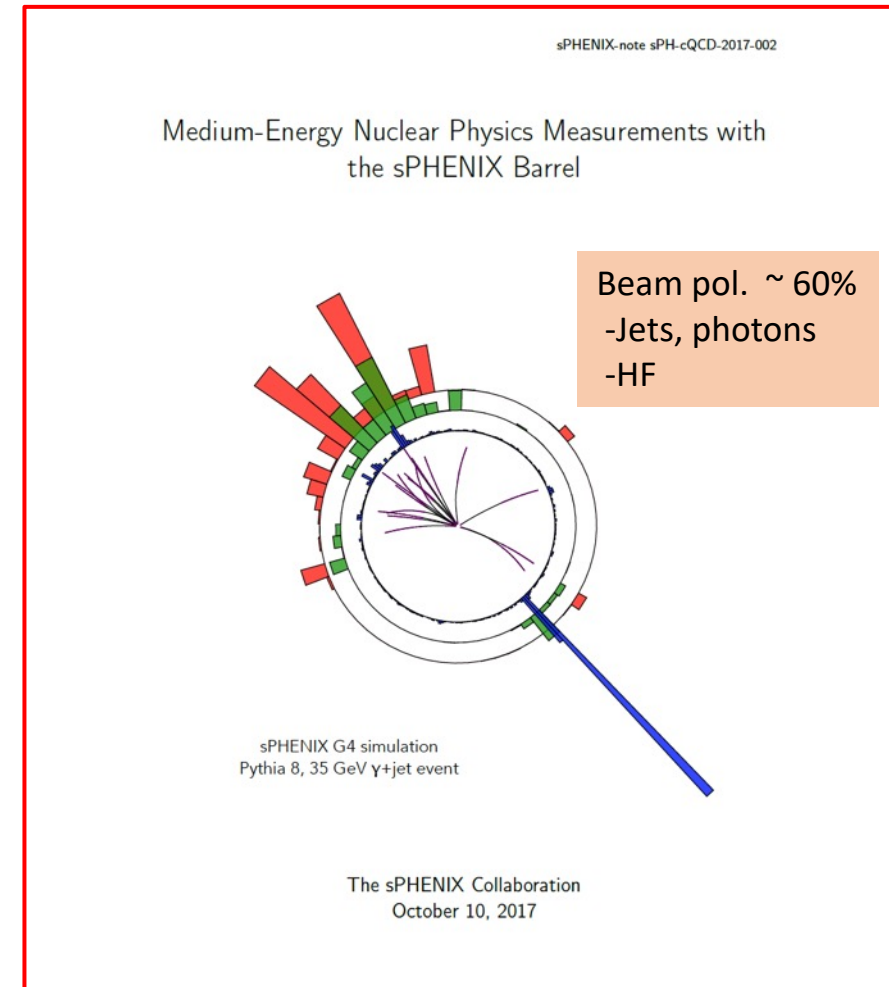 sPHENIX-note sPH-cQCD-2017-002
Medium-Energy Nuclear Physics Measurements with
the sPHENIX Barrel
Beam pol. ~ 60%
-Jets, photons
-HF
sPHENIX G4 simulation
Pythia 8, 35 GeV γ+jet event
The sPHENIX Collaboration
October 10, 2017